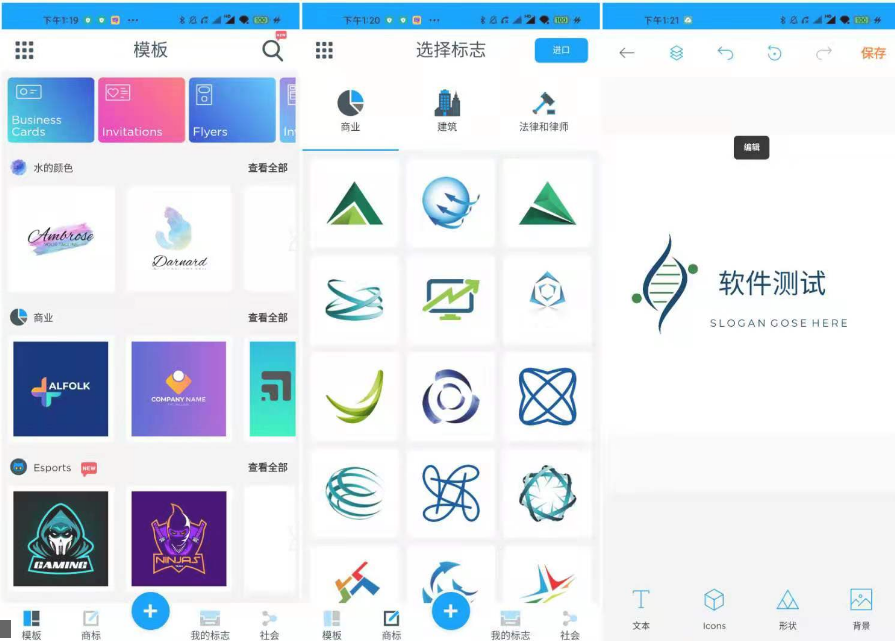 下午1:19
模板
Business
Cards
Invitations
Flyers
In
水的颜色
查看全部
Ambrose
Darnard
商业
查看全部
ALFOLK
COMPANY NAME
Esports
NEW
查看全部
GAMING
NINJAS
模板
商标
我的标志
社会
下午1:20
选择标志
进口
商业
建筑
法律和律师
模板
商标
我的标志
社会
下午1:21
保存
编辑
软件测试
SLOGAN GOSE HERE
文本
Icons
形状
背景